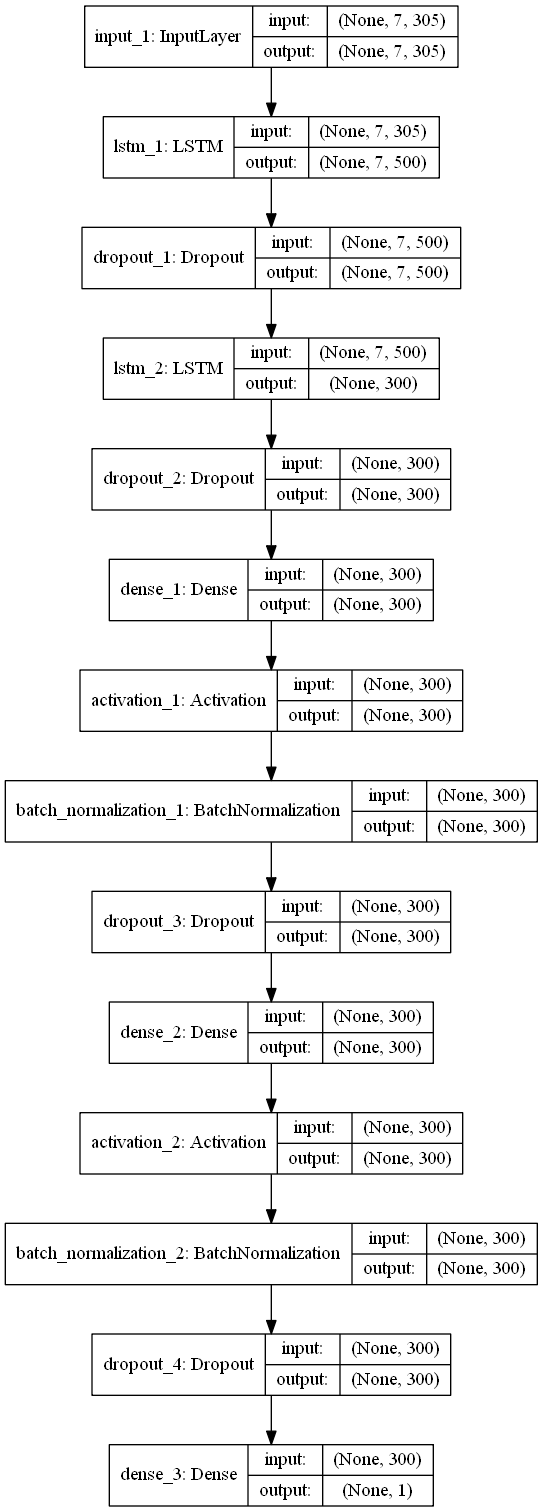 input_1: InputLayer
input: (None, 7, 305)
output: (None, 7, 305)
lstm_1: LSTM
input: (None, 7, 305)
output: (None, 7, 500)
dropout_1: Dropout
input: (None, 7, 500)
output: (None, 7, 500)
lstm_2: LSTM
input: (None, 7, 500)
output: (None, 300)
dropout_2: Dropout
input: (None, 300)
output: (None, 300)
dense_1: Dense
input: (None, 300)
output: (None, 300)
activation_1: Activation
input: (None, 300)
output: (None, 300)
batch_normalization_1: BatchNormalization
input: (None, 300)
output: (None, 300)
dropout_3: Dropout
input: (None, 300)
output: (None, 300)
dense_2: Dense
input: (None, 300)
output: (None, 300)
activation_2: Activation
input: (None, 300)
output: (None, 300)
batch_normalization_2: BatchNormalization
input: (None, 300)
output: (None, 300)
dropout_4: Dropout
input: (None, 300)
output: (None, 300)
dense_3: Dense
input: (None, 300)
output: (None, 1)